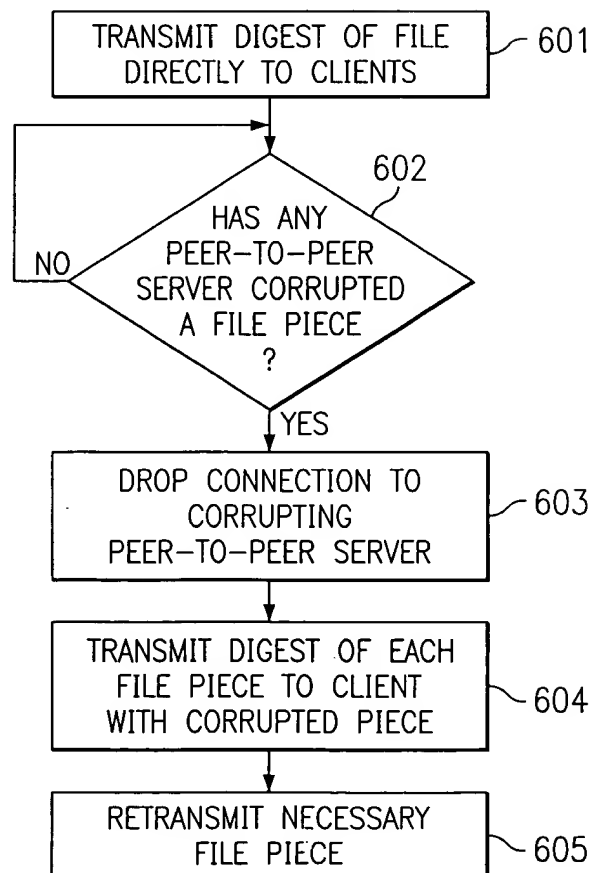 TRANSMIT DIGEST OF FILE
DIRECTLY TO CLIENTS
601
602
HAS ANY
PEER-TO-PEER
SERVER CORRUPTED
A FILE PIECE
?
NO
YES
DROP CONNECTION TO
CORRUPTING
PEER-TO-PEER SERVER
603
TRANSMIT DIGEST OF EACH
FILE PIECE TO CLIENT
WITH CORRUPTED PIECE
604
RETRANSMIT NECESSARY
FILE PIECE
605